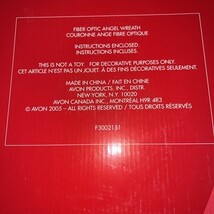 FIBER OPTIC ANGEL WREATH
COURONNE ANGE FIBRE OPTIQUE
INSTRUCTIONS ENCLOSED.
INSTRUCTIONS INCLUSES.
THIS IS NOT A TOY. FOR DECORATIVE PURPOSES ONLY.
CET ARTICLE N'EST PAS UN JOUET. À DES FINS DÉCORATIVES SEULEMENT.
MADE IN CHINA / FAIT EN CHINE
AVON PRODUCTS, INC., DISTR.
NEW YORK, N.Y. 10020
AVON CANADA INC., MONTRÉAL H9R 4R3
© AVON 2005 – ALL RIGHTS RESERVED / TOUS DROITS RÉSERVÉS
F3002151